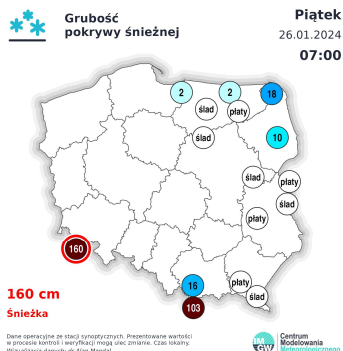 Grubość
pokrywy śnieżnej
Piątek
26.01.2024
07:00
2
2
18
ślad
płaty
ślad
10
ślad
płaty
ślad
płaty
160
16
103
płaty
ślad
160 cm
Śnieżka
Dane operacyjne ze stacji synoptycznych. Prezentowane wartości
w procesie kontroli i weryfikacji mogą ulec zmianie. Czas lokalny.
Centrum
Modelowania
Meteorologicznego